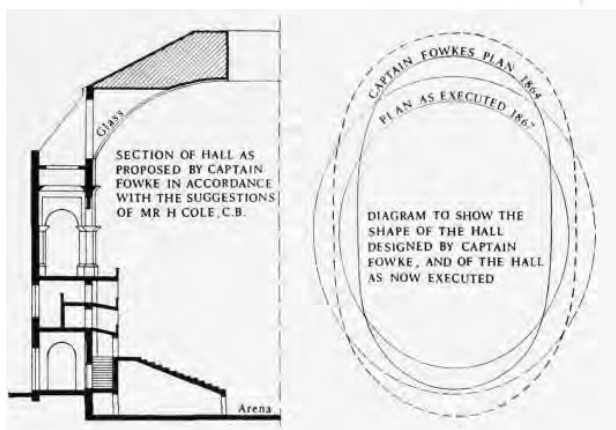 Glass
SECTION OF HALL AS
PROPOSED BY CAPTAIN
FOWKE IN ACCORDANCE
WITH THE SUGGESTIONS
OF MR H COLE, C.B.
Arena
CAPTAIN FOWKES PLAN 1864
PLAN AS EXECUTED 1867
DIAGRAM TO SHOW THE
SHAPE OF THE HALL
DESIGNED BY CAPTAIN
FOWKE, AND OF THE HALL
AS NOW EXECUTED